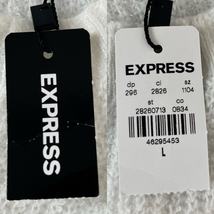 EXPRESS
EXPRESS
dp cl sz
296 2826 1104
st co
28260713 0834
46295453
L